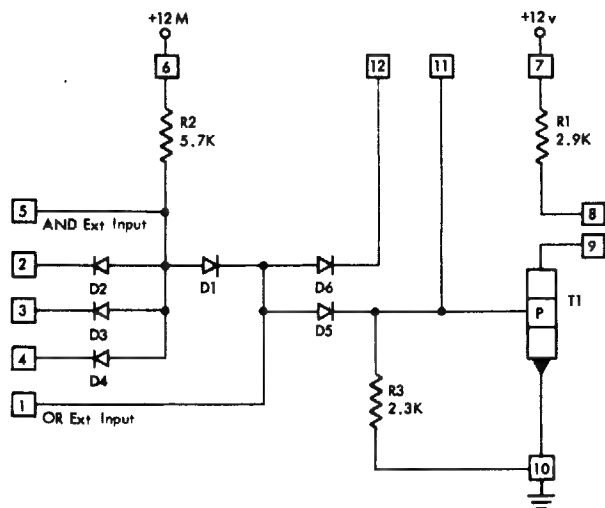 +12 M
+12 v
6
12
11
7
R2
5.7K
R1
2.9K
5
AND Ext Input
8
9
2
D2
D1
D6
3
D3
D5
P
T1
4
D4
1
OR Ext Input
R3
2.3K
10